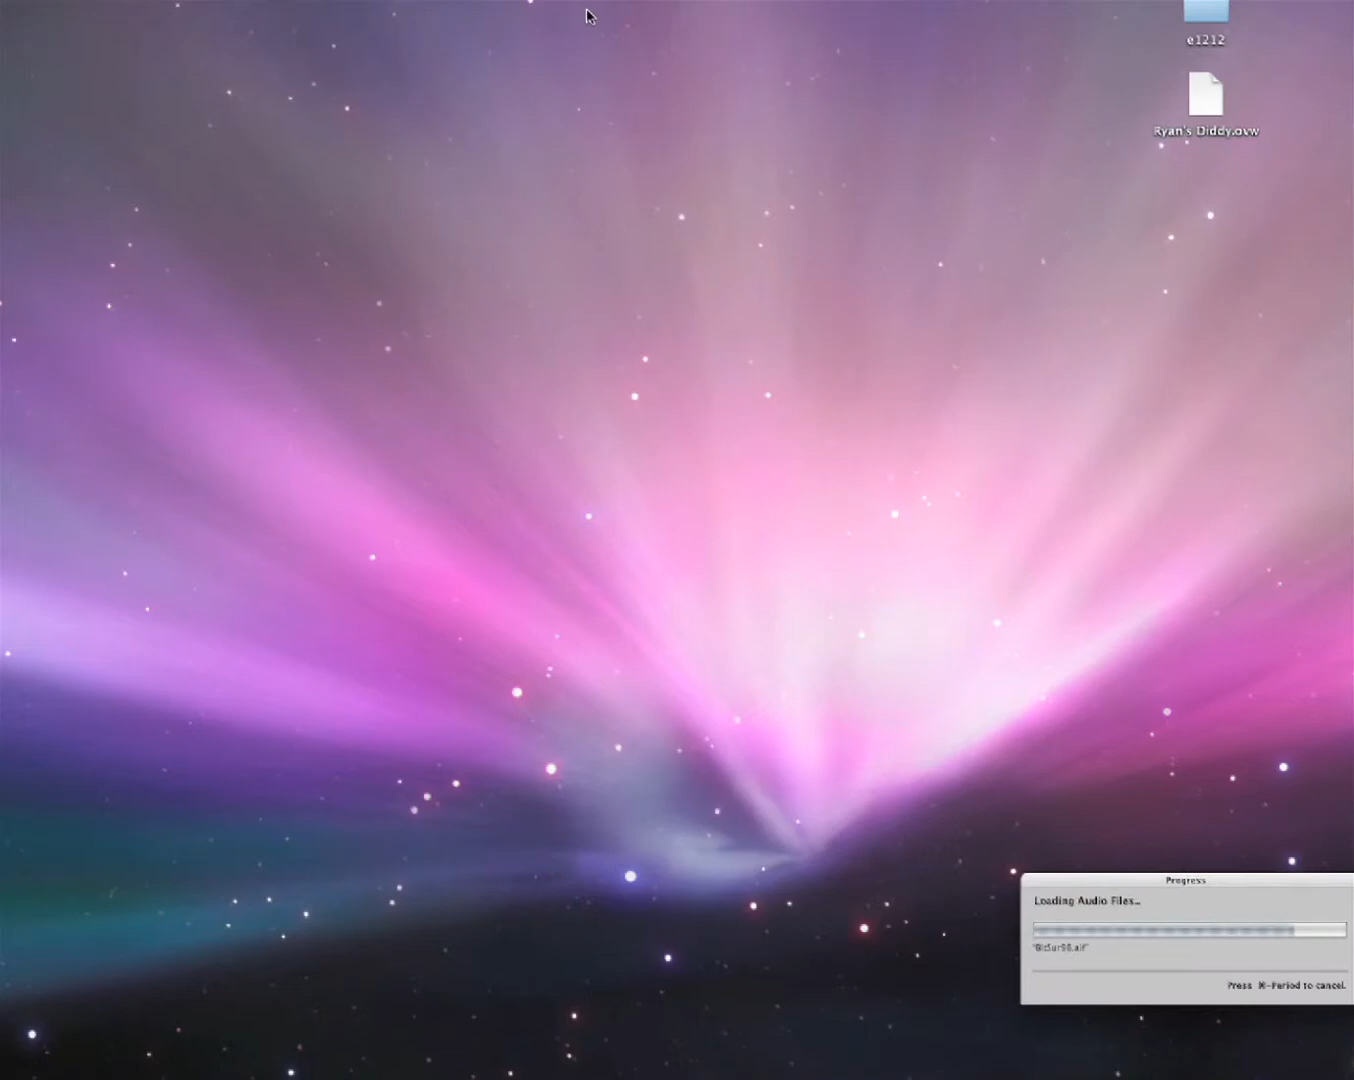 e1212
Ryan's Diddy.ovw
Progress
Loading Audio Files...
Press ⌘-Period to cancel.